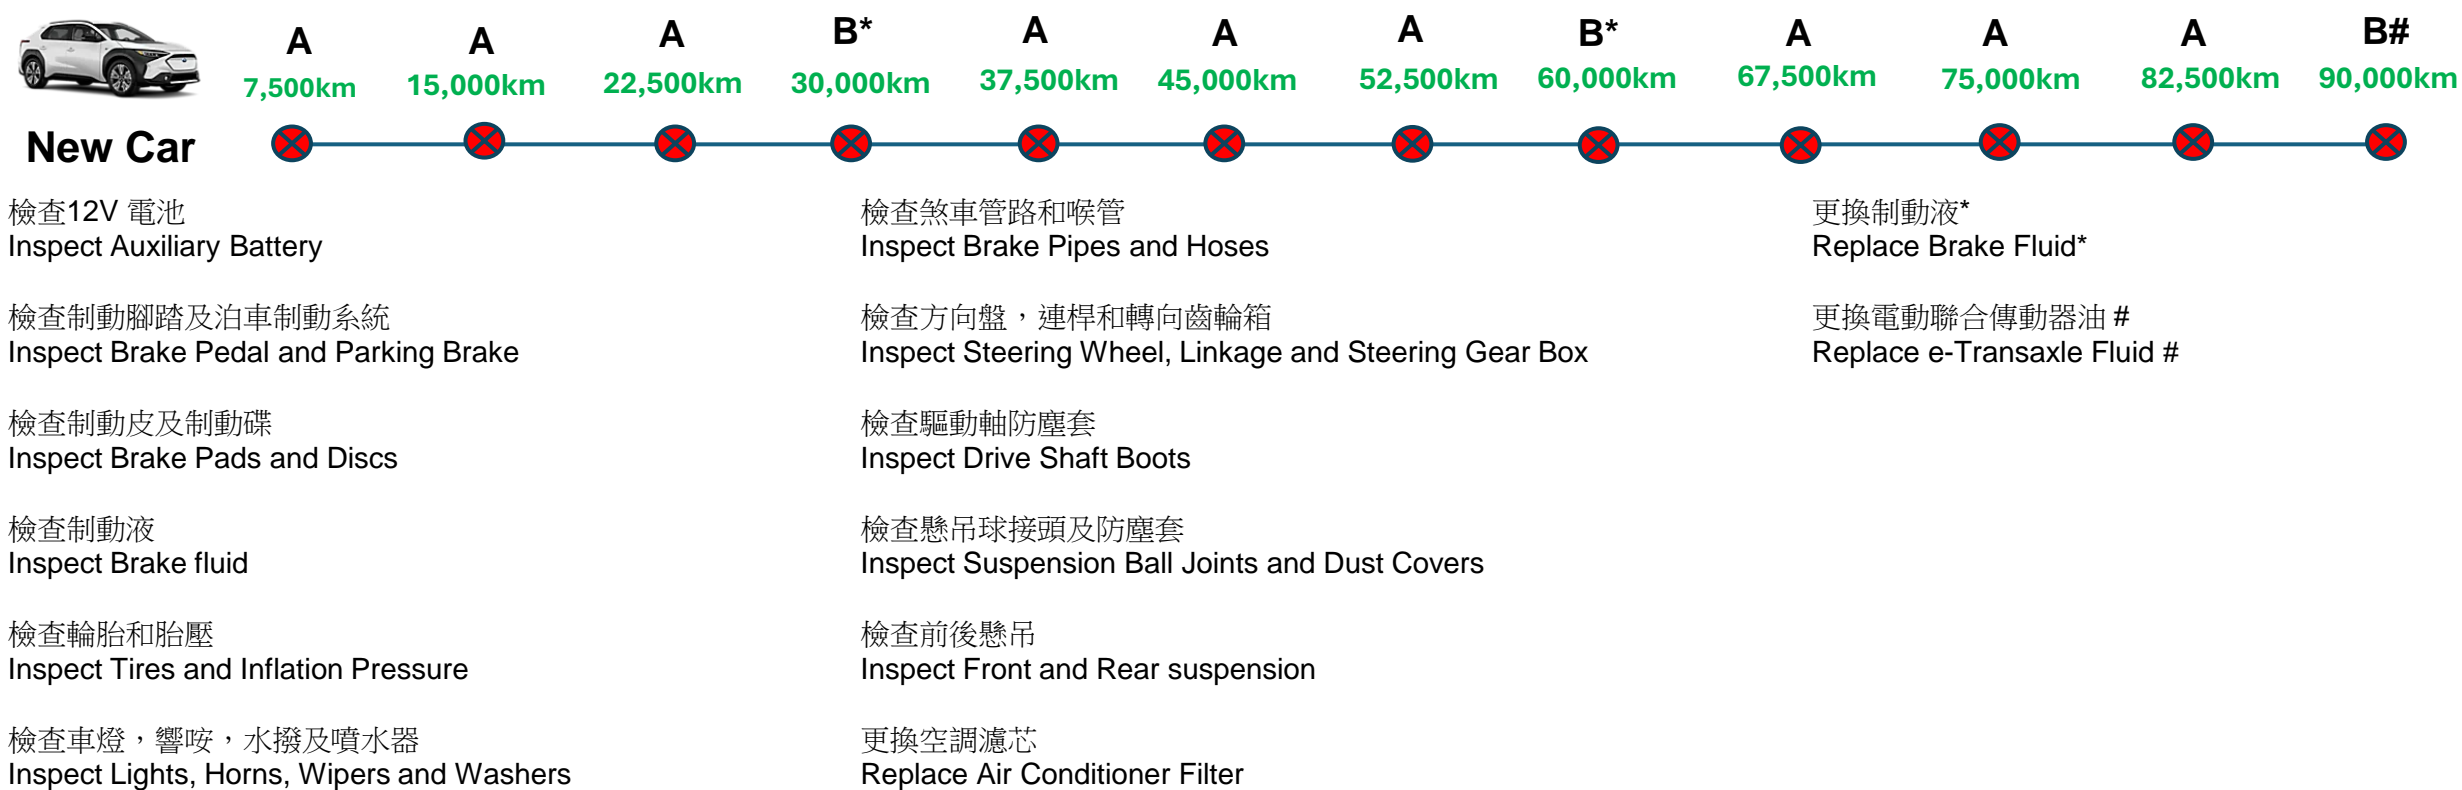 A A A B* A A A B* A A A B#
7,500km 15,000km 22,500km 30,000km 37,500km 45,000km 52,500km 60,000km 67,500km 75,000km 82,500km 90,000km
New Car
檢查12V 電池
Inspect Auxiliary Battery
檢查制動腳踏及泊車制動系統
Inspect Brake Pedal and Parking Brake
檢查制動皮及制動碟
Inspect Brake Pads and Discs
檢查制動液
Inspect Brake fluid
檢查輪胎和胎壓
Inspect Tires and Inflation Pressure
檢查車燈，響咹，水撥及噴水器
Inspect Lights, Horns, Wipers and Washers
檢查煞車管路和喉管
Inspect Brake Pipes and Hoses
檢查方向盤，連桿和轉向齒輪箱
Inspect Steering Wheel, Linkage and Steering Gear Box
檢查驅動軸防塵套
Inspect Drive Shaft Boots
檢查懸吊球接頭及防塵套
Inspect Suspension Ball Joints and Dust Covers
檢查前後懸吊
Inspect Front and Rear suspension
更換空調濾芯
Replace Air Conditioner Filter
更換制動液*
Replace Brake Fluid*
更換電動聯合傳動器油 #
Replace e-Transaxle Fluid #